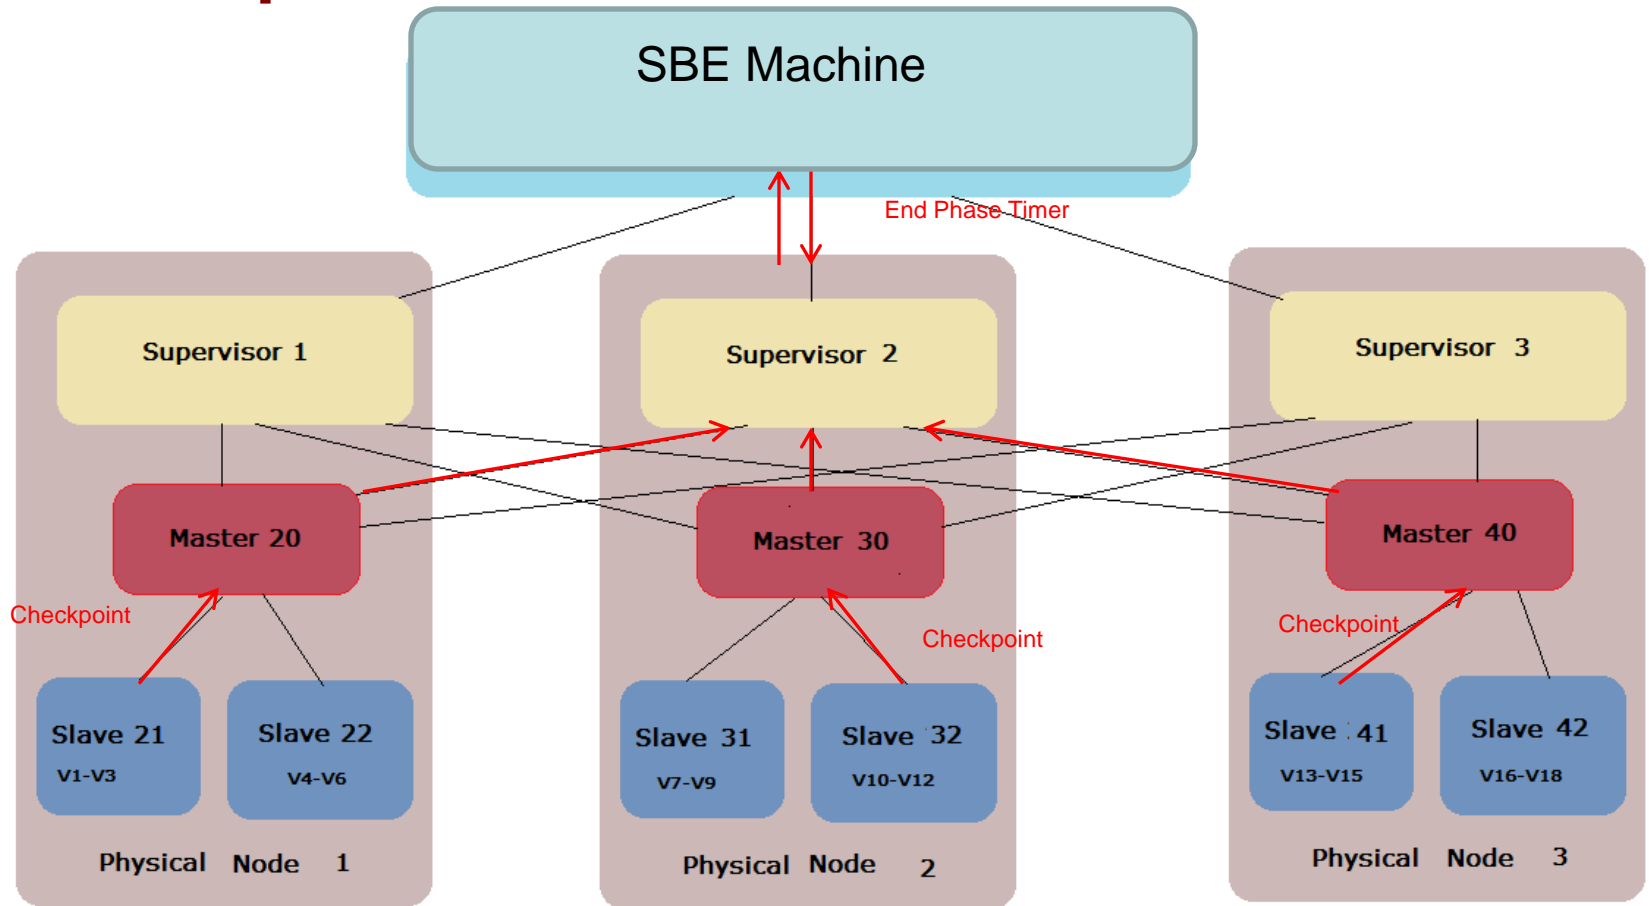 SBE Machine
End Phase Timer
Supervisor 1
Supervisor 2
Supervisor 3
Master 20
Master 30
Master 40
Checkpoint
Checkpoint
Checkpoint
Slave 21
V1-V3
Slave 22
V4-V6
Slave 31
V7-V9
Slave 32
V10-V12
Slave 41
V13-V15
Slave 42
V16-V18
Physical Node 1
Physical Node 2
Physical Node 3